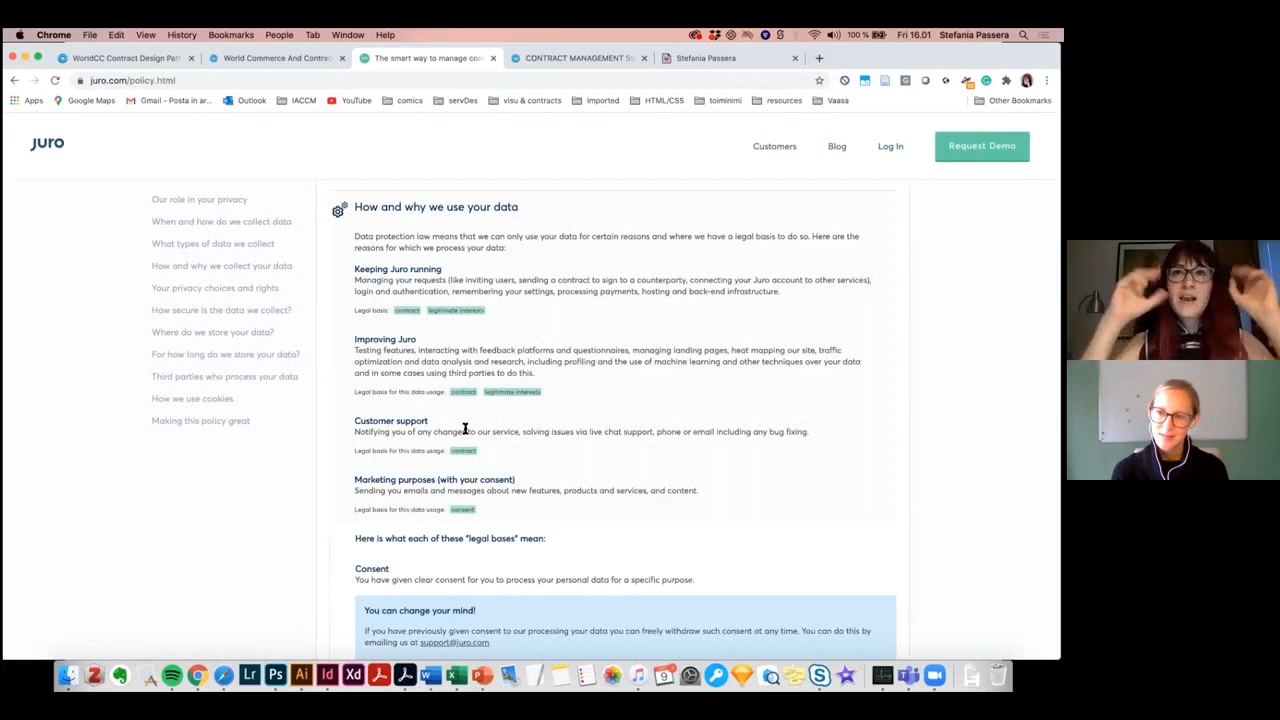 Chrome File Edit View History Bookmarks People Tab Window Help 100 % Fri 16.01 Stefania Passera
WorldCC Contract Design Patt × World Commerce And Contrac × The smart way to manage con × CONTRACT MANAGEMENT × Stefania Passera × +
juro.com/policy.html
Apps Google Maps Gmail - Posta in ar... Outlook IACCM YouTube comics servDes visu & contracts Imported HTML/CSS toiminimi resources Vaasa Other Bookmarks
JURO
Customers Blog Log In Request Demo
Our role in your privacy
When and how do we collect data
What types of data we collect
How and why we collect your data
Your privacy choices and rights
How secure is the data we collect?
Where do we store your data?
For how long do we store your data?
Third parties who process your data
How we use cookies
Making this policy great
How and why we use your data
Data protection law means that we can only use your data for certain reasons and where we have a legal basis to do so. Here are the
reasons for which we process your data:
Keeping Juro running
Managing your requests (like inviting users, sending a contract to sign to a counterparty, connecting your Juro account to other services),
login and authentication, remembering your settings, processing payments, hosting and back-end infrastructure.
Legal basis: contract legitimate interests
Improving Juro
Testing features, interacting with feedback platforms and questionnaires, managing landing pages, heat mapping our site, traffic
optimization and data analysis and research, including profiling and the use of machine learning and other techniques over your data
and in some cases using third parties to do this.
Legal basis for this data usage: contract legitimate interests
Customer support
Notifying you of any changes to our service, solving issues via live chat support, phone or email including any bug fixing.
Legal basis for this data usage: contract
Marketing purposes (with your consent)
Sending you emails and messages about new features, products and services, and content.
Legal basis for this data usage: consent
Here is what each of these "legal bases" mean:
Consent
You have given clear consent for you to process your personal data for a specific purpose.
You can change your mind!
If you have previously given consent to our processing your data you can freely withdraw such consent at any time. You can do this by
emailing us at support@juro.com.
Lr Ps Ai Id Xd 9